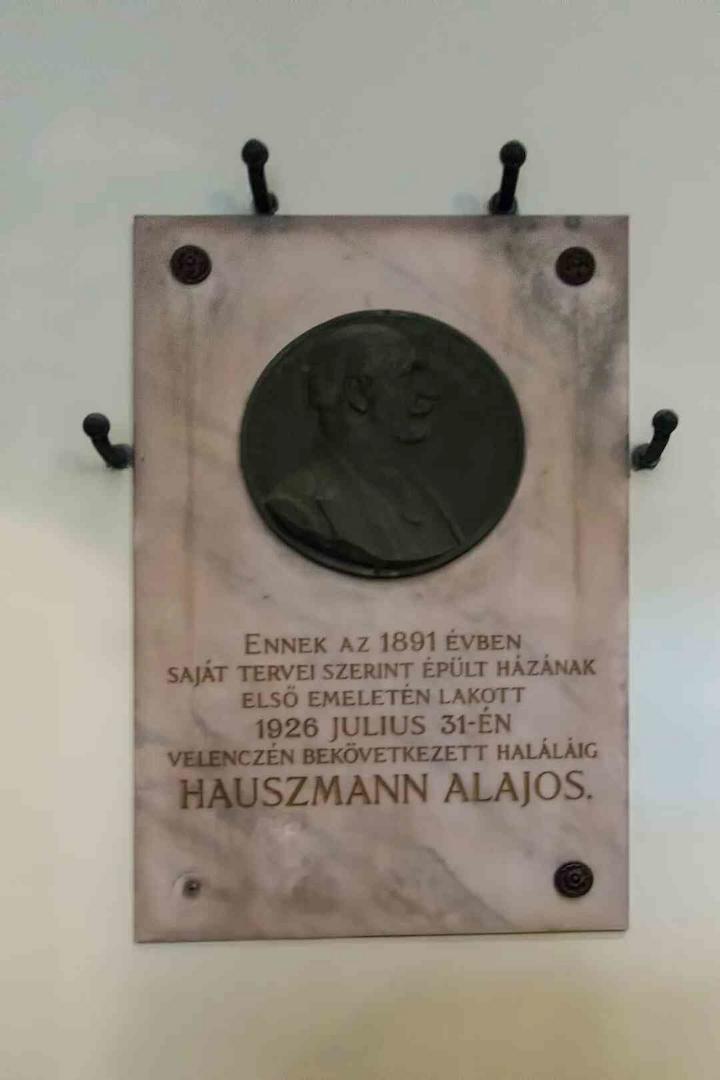 ENNEK AZ 1891 ÉVBEN
SAJÁT TERVEI SZERINT ÉPÜLT HÁZÁNAK
ELSŐ EMELETÉN LAKOTT
1926 JULIUS 31-ÉN
VELENCZÉN BEKÖVETKEZETT HALÁLÁIG
HAUSZMANN ALAJOS.